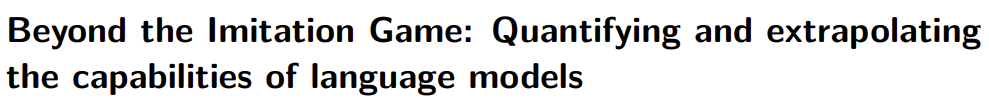 Beyond the Imitation Game: Quantifying and extrapolating
the capabilities of language models